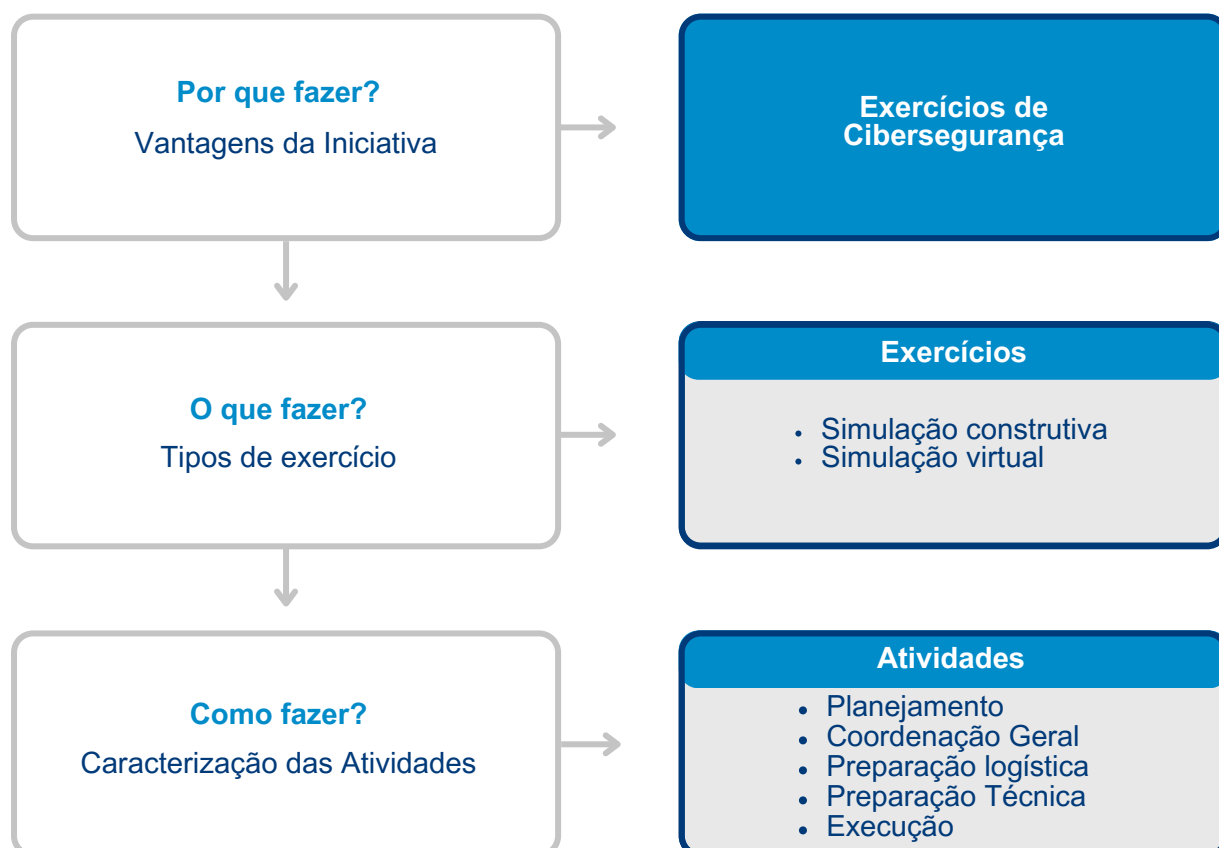 Por que fazer?
Vantagens da Iniciativa
Exercícios de
Cibersegurança
O que fazer?
Tipos de exercício
Exercícios
• Simulação construtiva
• Simulação virtual
Como fazer?
Caracterização das Atividades
Atividades
• Planejamento
• Coordenação Geral
• Preparação logística
• Preparação Técnica
• Execução